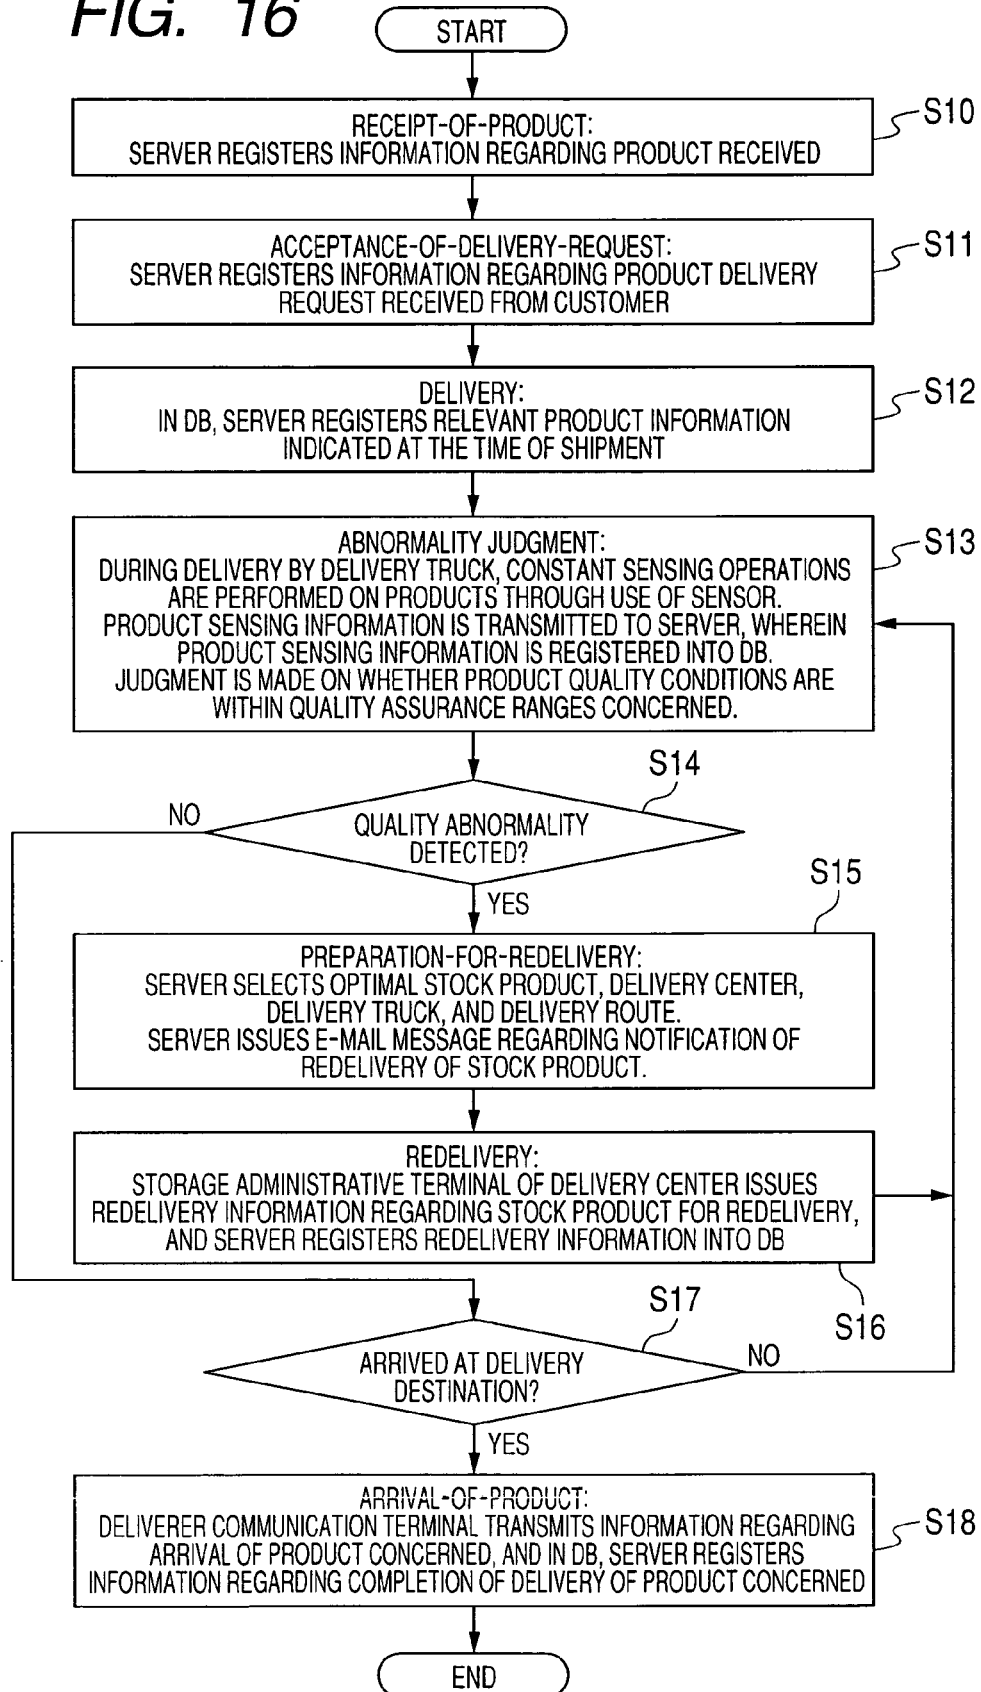 FIG. 16
START
RECEIPT-OF-PRODUCT:
SERVER REGISTERS INFORMATION REGARDING PRODUCT RECEIVED
S10
ACCEPTANCE-OF-DELIVERY-REQUEST:
SERVER REGISTERS INFORMATION REGARDING PRODUCT DELIVERY
REQUEST RECEIVED FROM CUSTOMER
S11
DELIVERY:
IN DB, SERVER REGISTERS RELEVANT PRODUCT INFORMATION
INDICATED AT THE TIME OF SHIPMENT
S12
ABNORMALITY JUDGMENT:
DURING DELIVERY BY DELIVERY TRUCK, CONSTANT SENSING OPERATIONS
ARE PERFORMED ON PRODUCTS THROUGH USE OF SENSOR.
PRODUCT SENSING INFORMATION IS TRANSMITTED TO SERVER, WHEREIN
PRODUCT SENSING INFORMATION IS REGISTERED INTO DB.
JUDGMENT IS MADE ON WHETHER PRODUCT QUALITY CONDITIONS ARE
WITHIN QUALITY ASSURANCE RANGES CONCERNED.
S13
S14
NO
QUALITY ABNORMALITY
DETECTED?
YES
S15
PREPARATION-FOR-REDELIVERY:
SERVER SELECTS OPTIMAL STOCK PRODUCT, DELIVERY CENTER,
DELIVERY TRUCK, AND DELIVERY ROUTE.
SERVER ISSUES E-MAIL MESSAGE REGARDING NOTIFICATION OF
REDELIVERY OF STOCK PRODUCT.
REDELIVERY:
STORAGE ADMINISTRATIVE TERMINAL OF DELIVERY CENTER ISSUES
REDELIVERY INFORMATION REGARDING STOCK PRODUCT FOR REDELIVERY,
AND SERVER REGISTERS REDELIVERY INFORMATION INTO DB
S16
S17
ARRIVED AT DELIVERY
DESTINATION?
NO
YES
ARRIVAL-OF-PRODUCT:
DELIVERER COMMUNICATION TERMINAL TRANSMITS INFORMATION REGARDING
ARRIVAL OF PRODUCT CONCERNED, AND IN DB, SERVER REGISTERS
INFORMATION REGARDING COMPLETION OF DELIVERY OF PRODUCT CONCERNED
S18
END